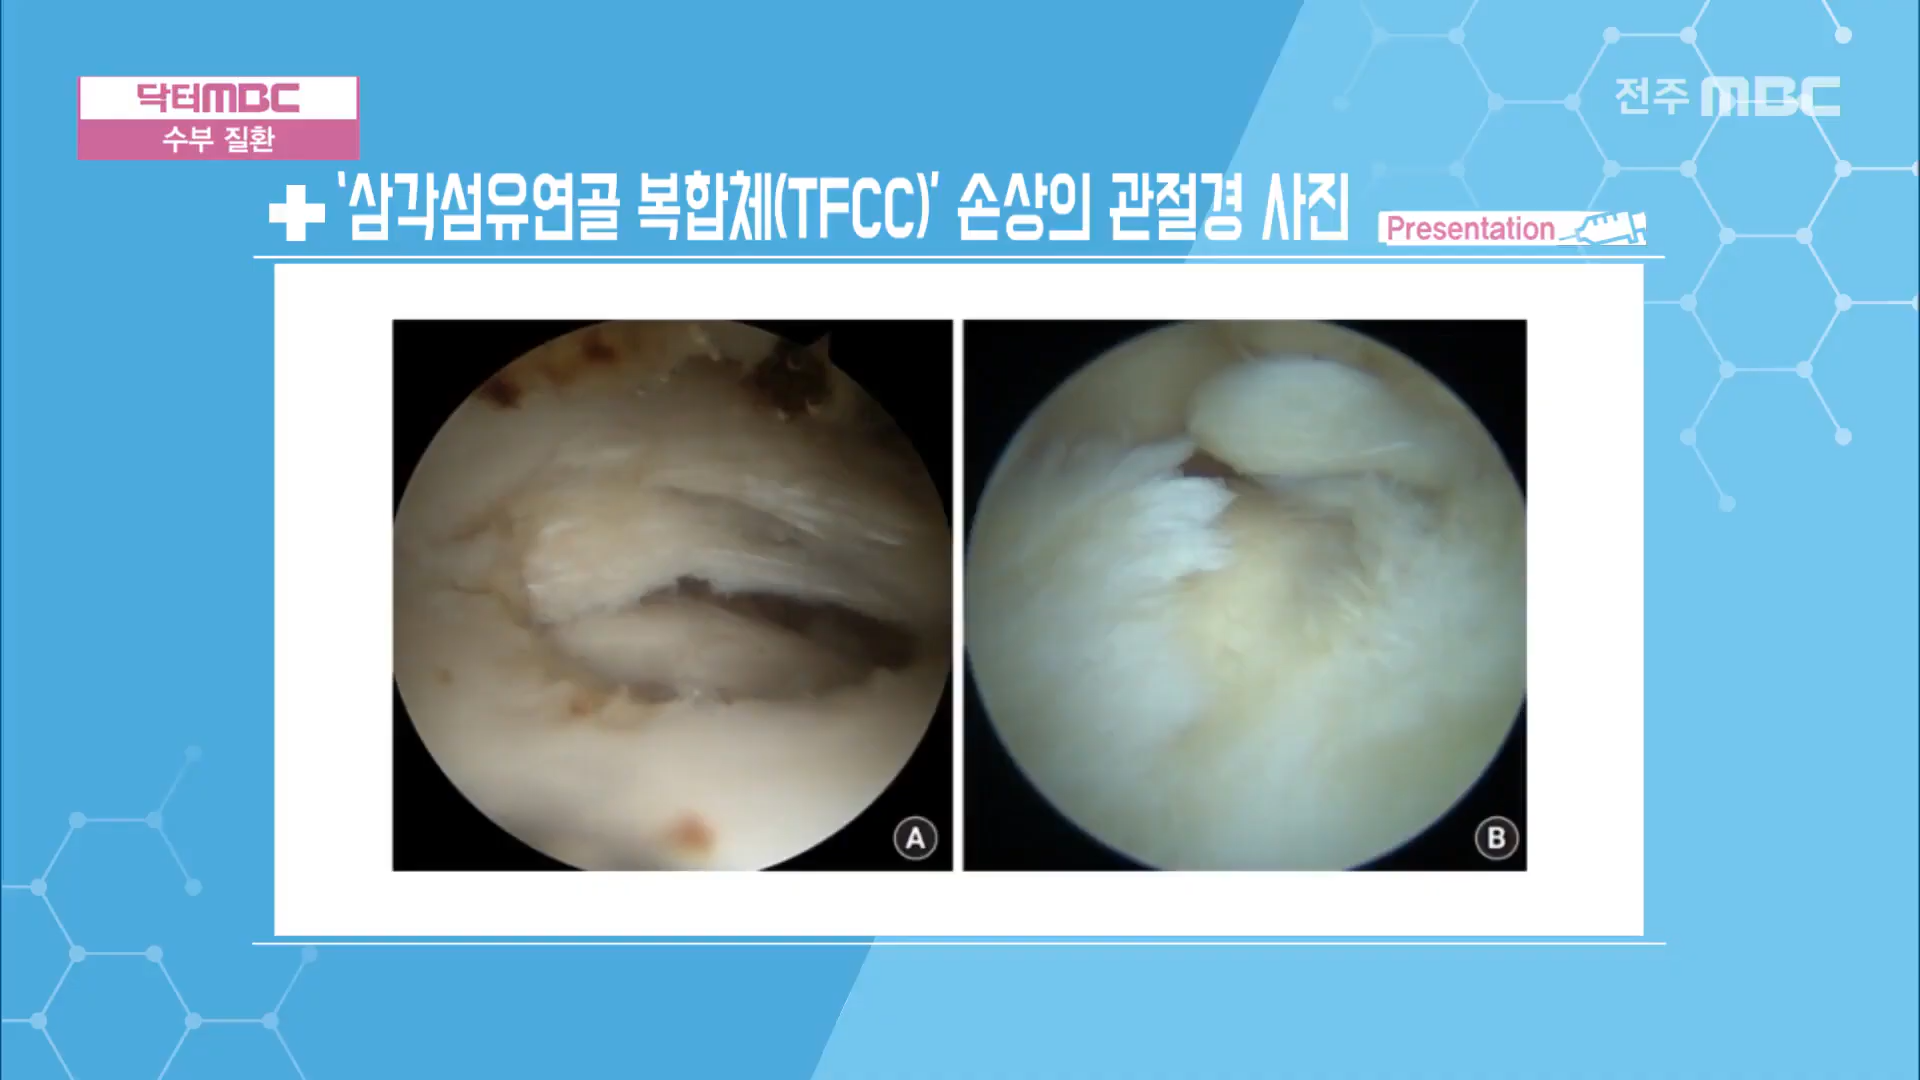 닥터MBC
수부 질환
전주 MBC
'삼각섬유연골 복합체(TFCC)' 손상의 관절경 사진
Presentation
A
B